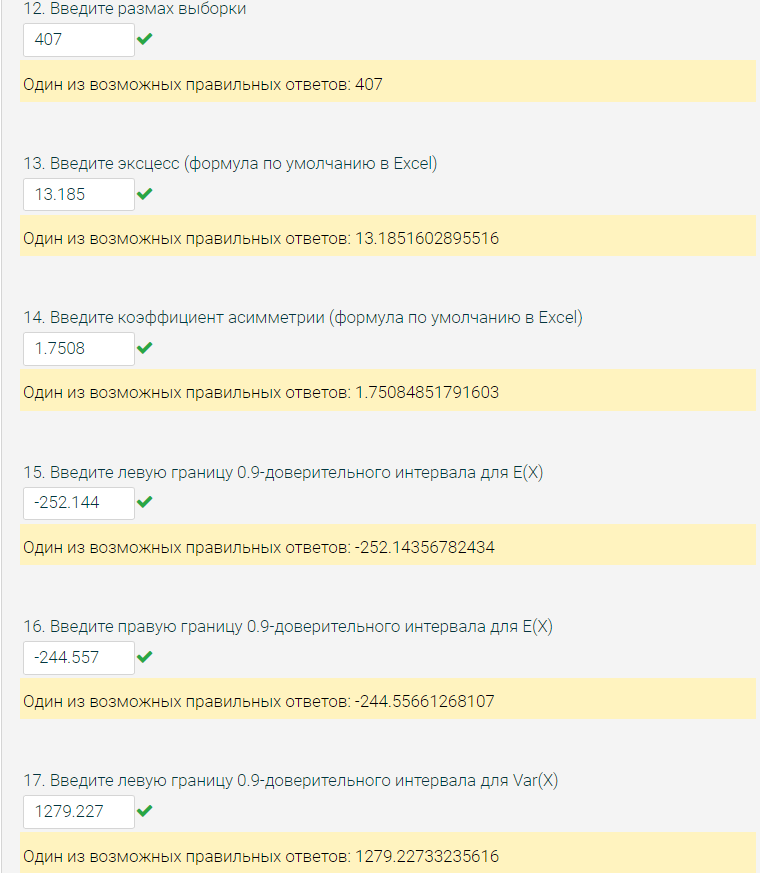 12. Введите размах выборки
407
Один из возможных правильных ответов: 407
13. Введите эксцесс (формула по умолчанию в Excel)
13.185
Один из возможных правильных ответов: 13.1851602895516
14. Введите коэффициент асимметрии (формула по умолчанию в Excel)
1.7508
Один из возможных правильных ответов: 1.75084851791603
15. Введите левую границу 0.9-доверительного интервала для E(X)
-252.144
Один из возможных правильных ответов: -252.14356782434
16. Введите правую границу 0.9-доверительного интервала для E(X)
-244.557
Один из возможных правильных ответов: -244.55661268107
17. Введите левую границу 0.9-доверительного интервала для Var(X)
1279.227
Один из возможных правильных ответов: 1279.22733235616